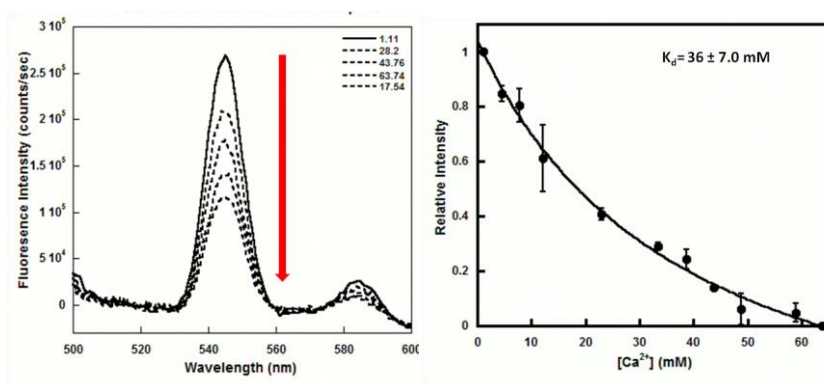 3 10⁵
2.5 10⁵
2 10⁵
1.5 10⁵
1 10⁵
5 10⁴
0
Fluoresence Intensity (counts/sec)
1.11
28.2
43.76
63.74
17.54
500 520 540 560 580 600
Wavelength (nm)
1
0.8
0.6
0.4
0.2
0
Relative Intensity
K_d= 36 ± 7.0 mM
0 10 20 30 40 50 60
[Ca²⁺] (mM)